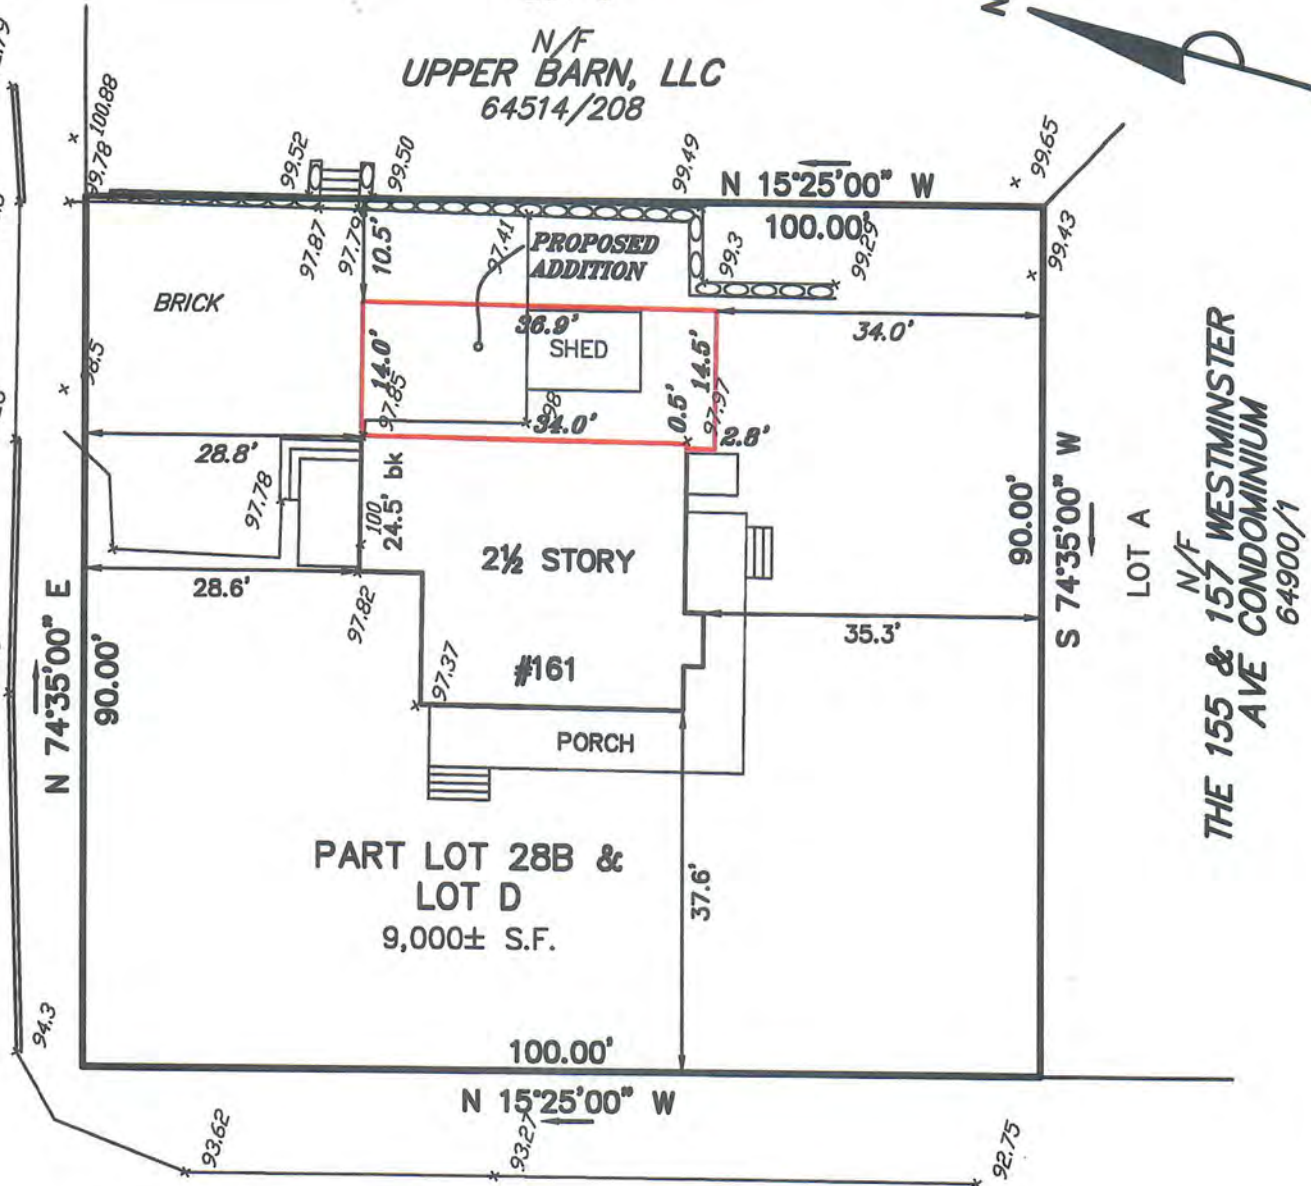 N/F
UPPER BARN, LLC
64514/208
100.88
99.78
99.52
99.50
99.49
N 15°25'00" W
100.00'
99.65
99.43
99.3
99.29
97.87
97.79
10.5'
97.41
PROPOSED
ADDITION
BRICK
98.5
36.9'
SHED
34.0'
14.0'
97.85
14.5'
0.5'
97.97
98
34.0'
2.8'
28.8'
97.78
100
24.5' bk
2½ STORY
28.6'
97.82
35.3'
#161
97.37
PORCH
N 74°35'00" E
90.00'
90.00'
S 74°35'00" W
LOT A
N/F
THE 155 & 157 WESTMINSTER
AVE CONDOMINIUM
64900/1
PART LOT 28B &
LOT D
9,000± S.F.
37.6'
94.3
100.00'
N 15°25'00" W
93.62
93.27
92.75